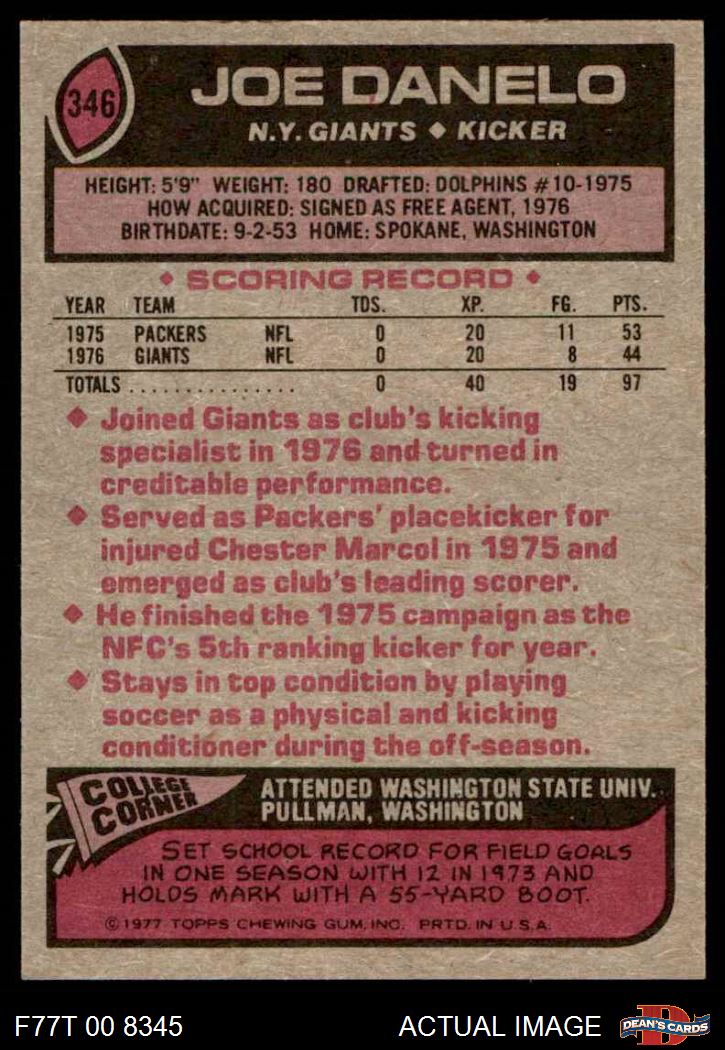 346
JOE DANELO
N.Y. GIANTS ◆ KICKER
HEIGHT: 5'9" WEIGHT: 180 DRAFTED: DOLPHINS #10-1975
HOW ACQUIRED: SIGNED AS FREE AGENT, 1976
BIRTHDATE: 9-2-53 HOME: SPOKANE, WASHINGTON
◆ SCORING RECORD ◆
YEAR TEAM TDS. XP. FG. PTS.
1975 PACKERS NFL 0 20 11 53
1976 GIANTS NFL 0 20 8 44
TOTALS ............... 0 40 19 97
◆ Joined Giants as club's kicking
specialist in 1976 and turned in
creditable performance.
◆ Served as Packers' placekicker for
injured Chester Marcol in 1975 and
emerged as club's leading scorer.
◆ He finished the 1975 campaign as the
NFC's 5th ranking kicker for year.
◆ Stays in top condition by playing
soccer as a physical and kicking
conditioner during the off-season.
COLLEGE
CORNER
ATTENDED WASHINGTON STATE UNIV.
PULLMAN, WASHINGTON
SET SCHOOL RECORD FOR FIELD GOALS
IN ONE SEASON WITH 12 IN 1973 AND
HOLDS MARK WITH A 55-YARD BOOT.
© 1977 TOPPS CHEWING GUM, INC. PRTD. IN U.S.A.
F77T 00 8345 ACTUAL IMAGE
D
DEAN'S CARDS